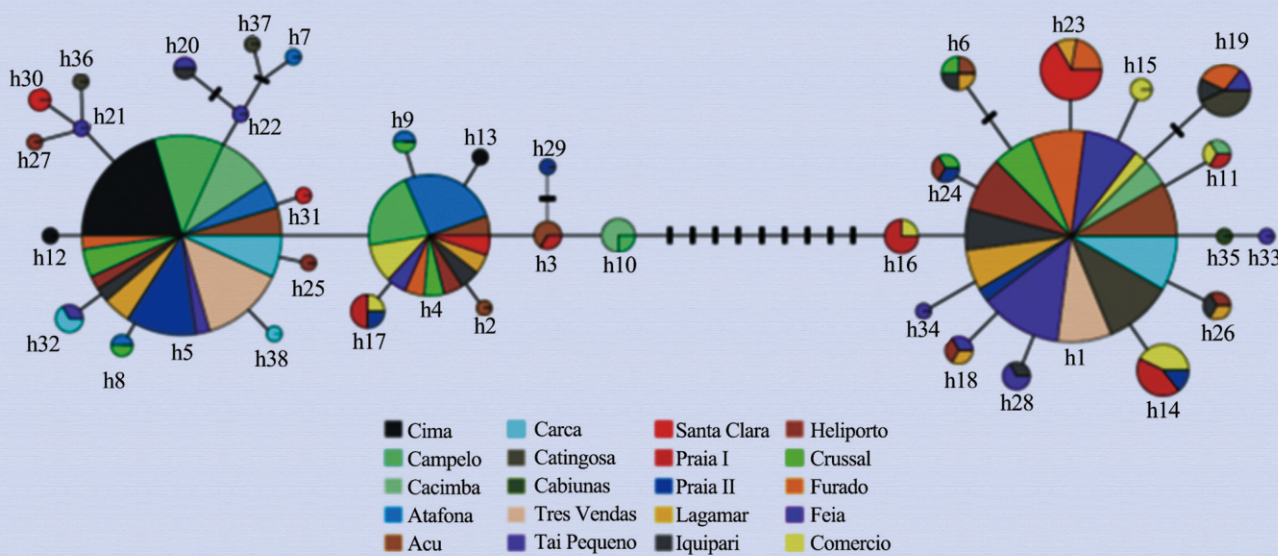 h37
h23
h20
h7
h19
h36
h6
h15
h30
h9
h21
h22
h13
h29
h27
h24
h11
h31
h12
h3
h10
h16
h35
h33
h25
h4
h2
h34
h26
h32
h17
h5
h38
h18
h1
h8
h28
h14
Cima
Carca
Santa Clara
Heliporto
Campelo
Catingosa
Praia I
Crussal
Cacimba
Cabiunas
Praia II
Furado
Atafona
Tres Vendas
Lagamar
Feia
Acu
Tai Pequeno
Iquipari
Comercio